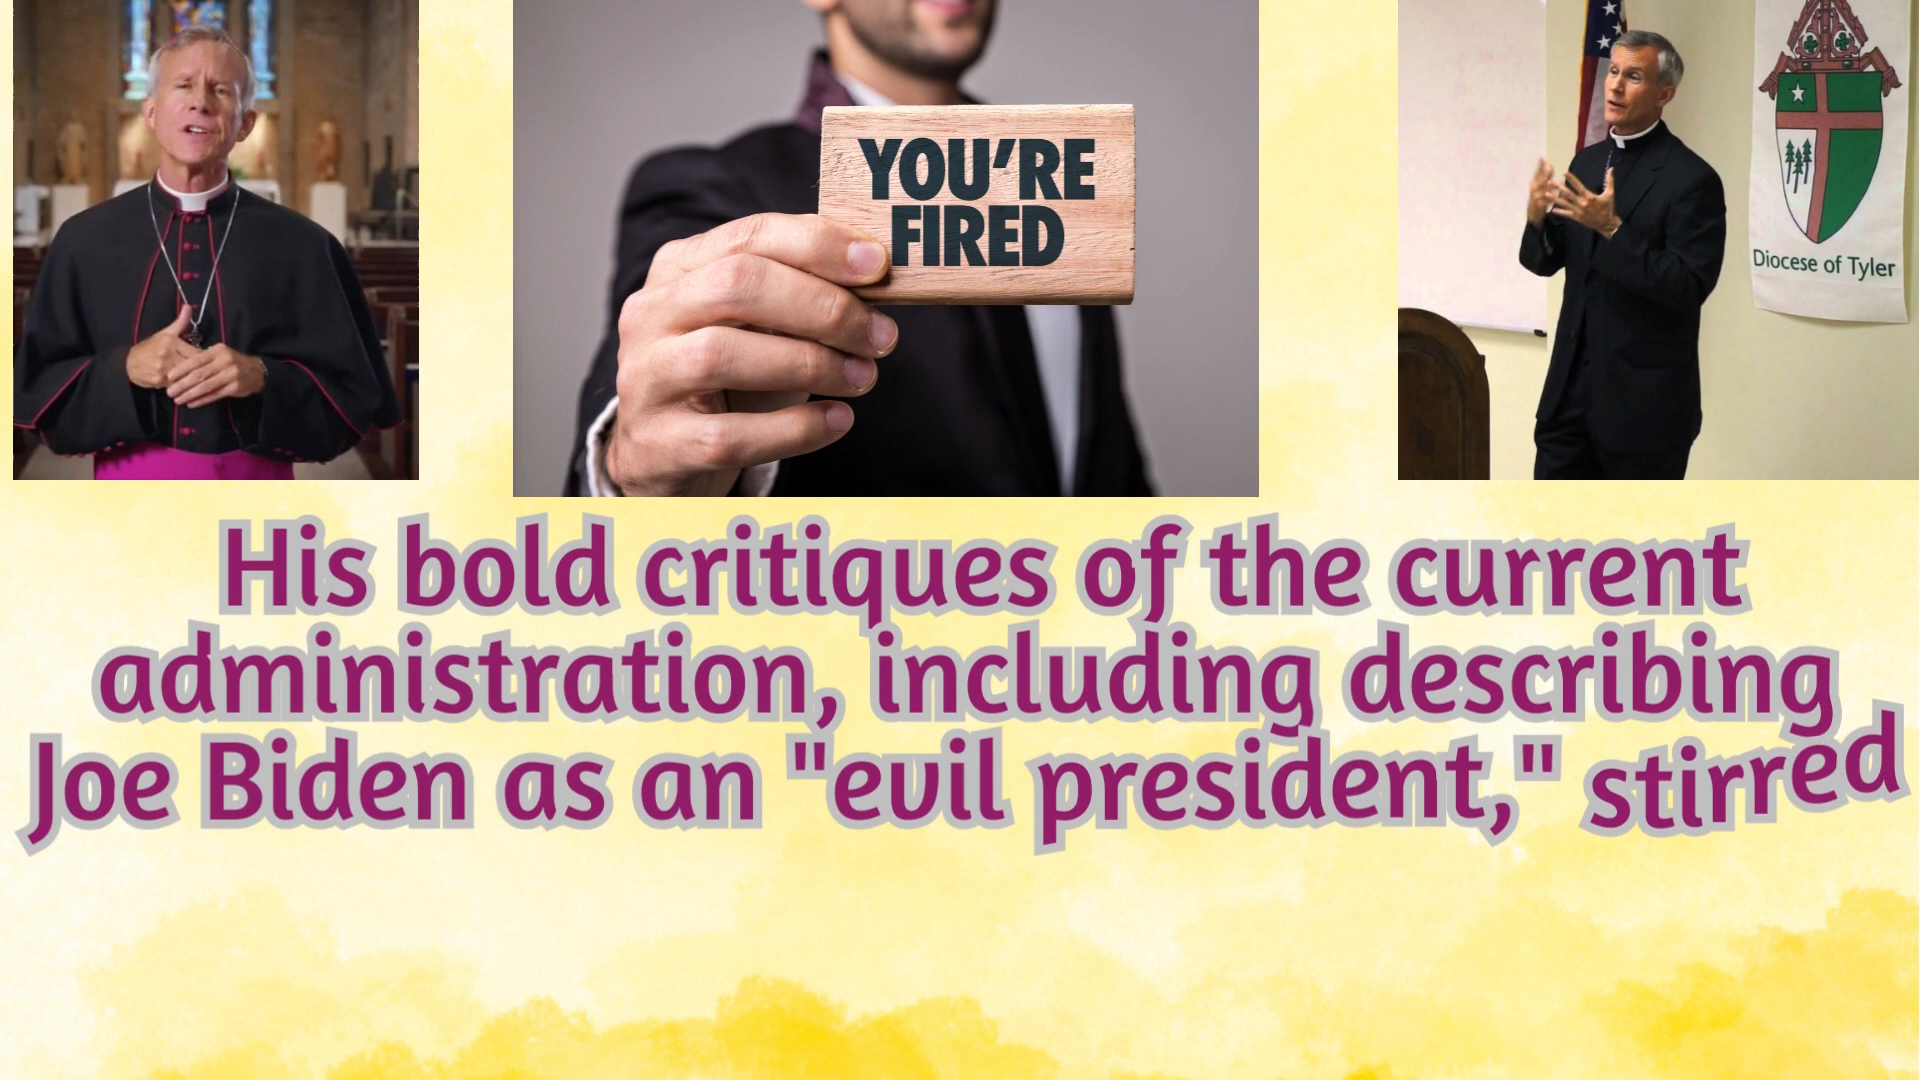 YOU'RE
FIRED
Diocese of Tyler
His bold critiques of the current
administration, including describing
Joe Biden as an "evil president," stirred